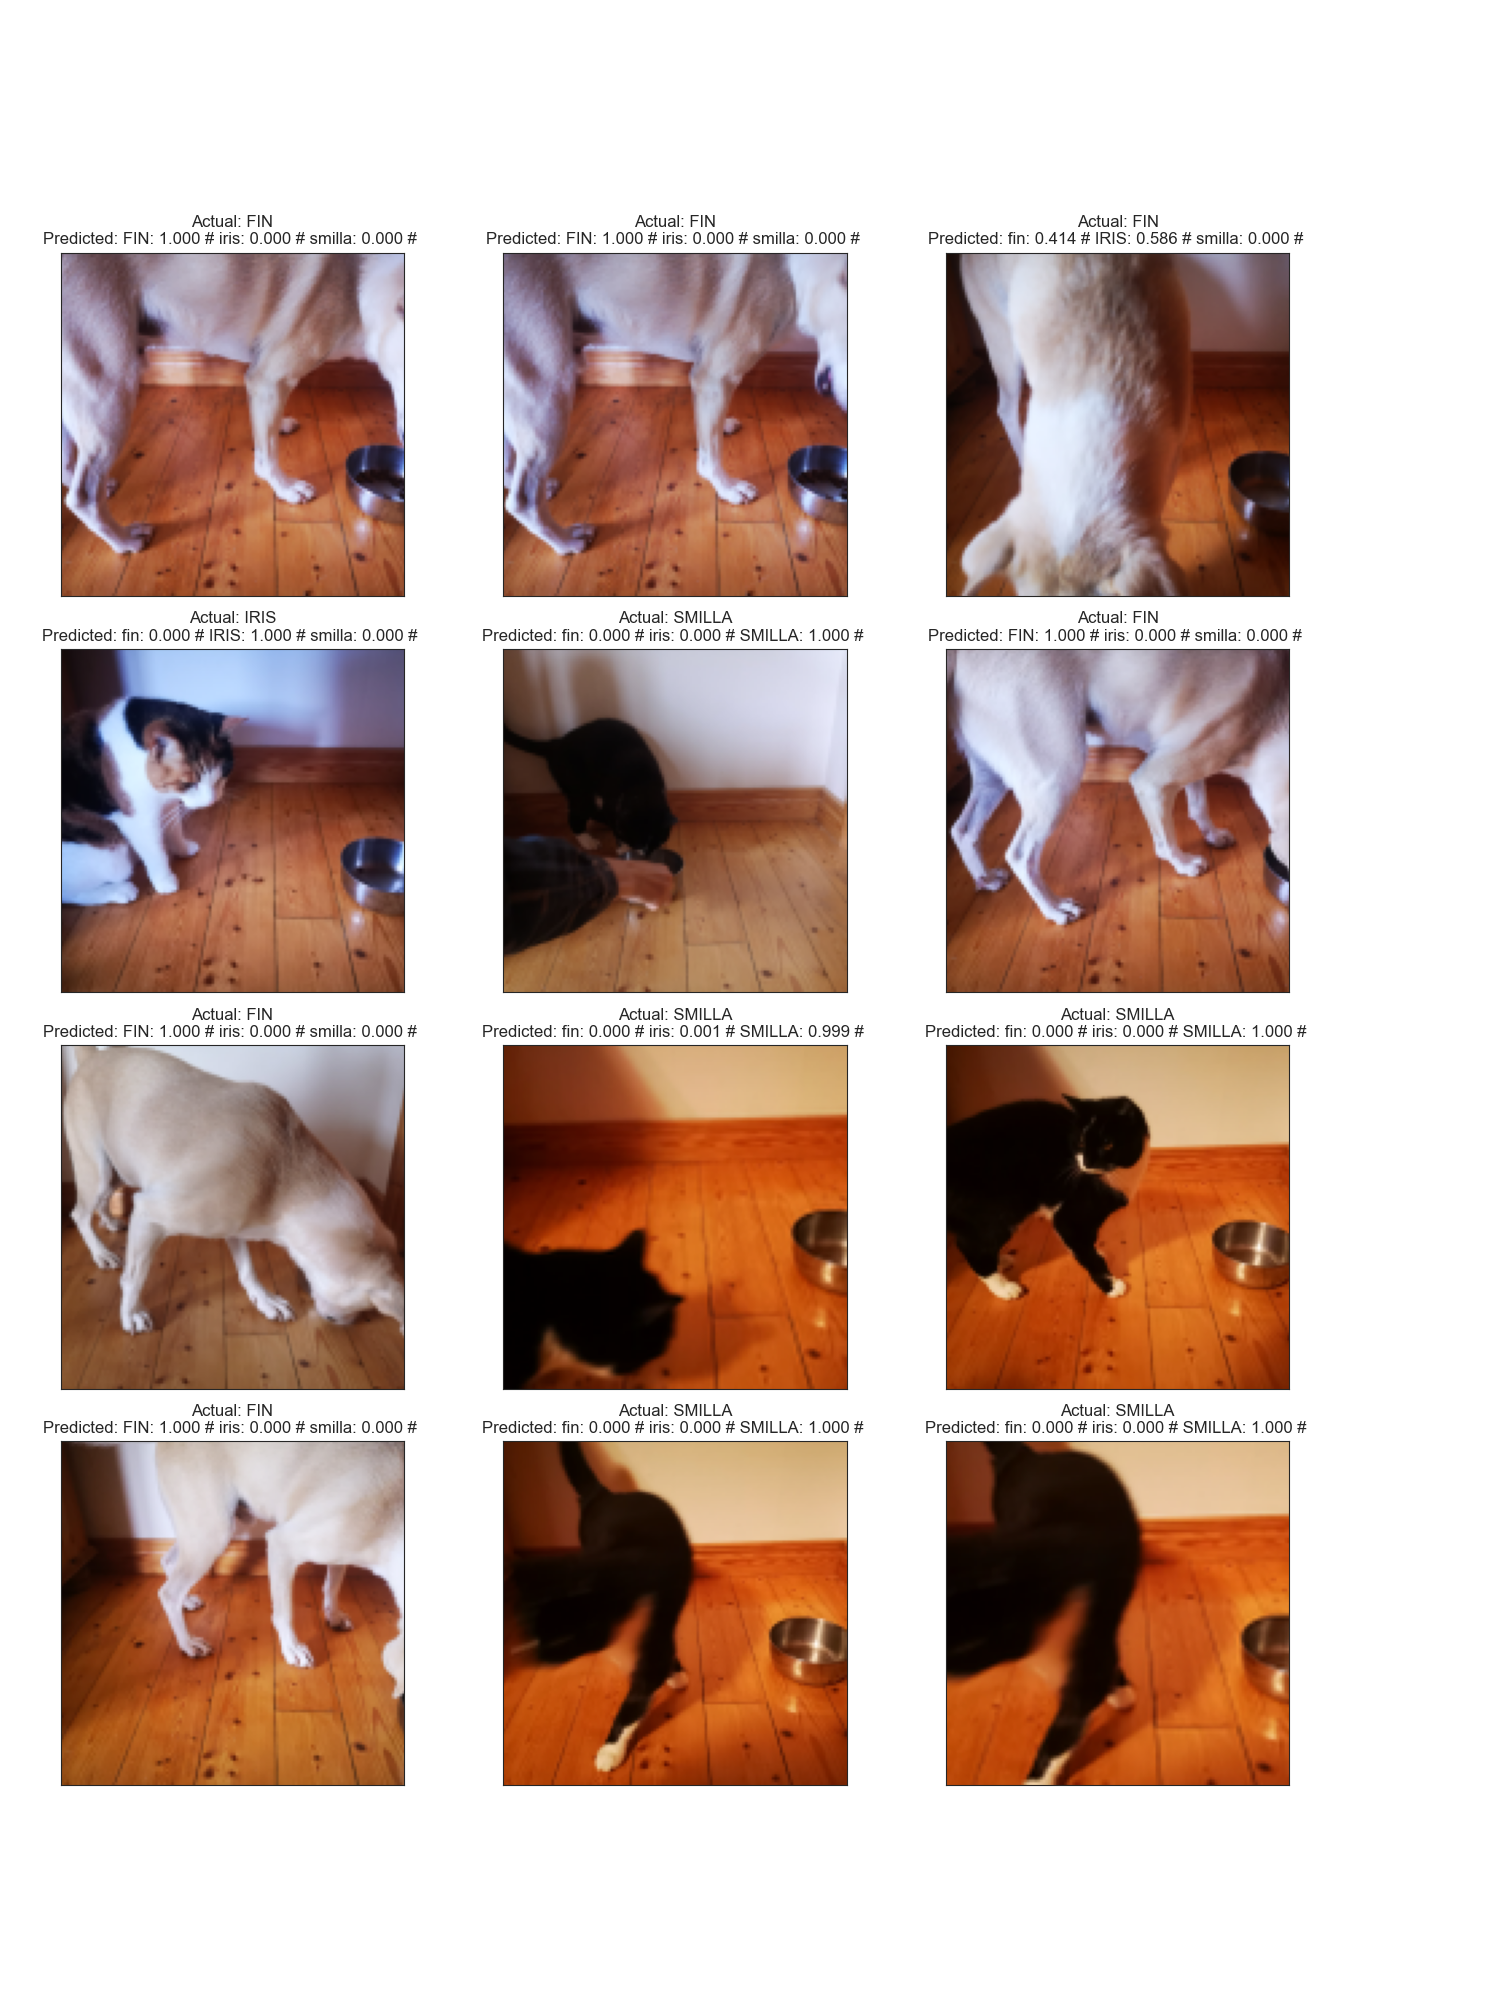 Actual: FIN
Predicted: FIN: 1.000 # iris: 0.000 # smilla: 0.000 #
Actual: FIN
Predicted: FIN: 1.000 # iris: 0.000 # smilla: 0.000 #
Actual: FIN
Predicted: fin: 0.414 # IRIS: 0.586 # smilla: 0.000 #
Actual: IRIS
Predicted: fin: 0.000 # IRIS: 1.000 # smilla: 0.000 #
Actual: SMILLA
Predicted: fin: 0.000 # iris: 0.000 # SMILLA: 1.000 #
Actual: FIN
Predicted: FIN: 1.000 # iris: 0.000 # smilla: 0.000 #
Actual: FIN
Predicted: FIN: 1.000 # iris: 0.000 # smilla: 0.000 #
Actual: SMILLA
Predicted: fin: 0.000 # iris: 0.001 # SMILLA: 0.999 #
Actual: SMILLA
Predicted: fin: 0.000 # iris: 0.000 # SMILLA: 1.000 #
Actual: FIN
Predicted: FIN: 1.000 # iris: 0.000 # smilla: 0.000 #
Actual: SMILLA
Predicted: fin: 0.000 # iris: 0.000 # SMILLA: 1.000 #
Actual: SMILLA
Predicted: fin: 0.000 # iris: 0.000 # SMILLA: 1.000 #